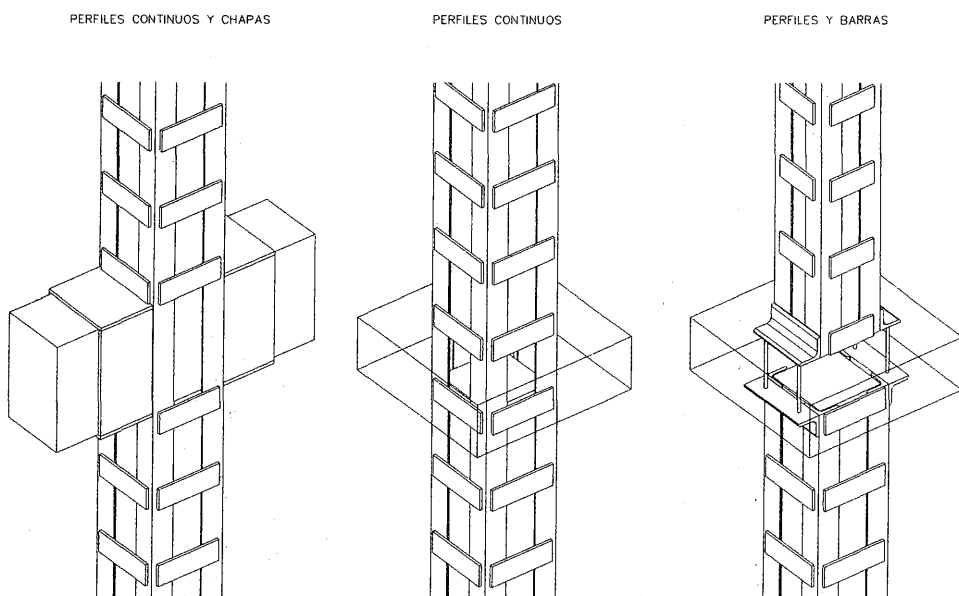 PERFILES CONTINUOS Y CHAPAS
PERFILES CONTINUOS
PERFILES Y BARRAS